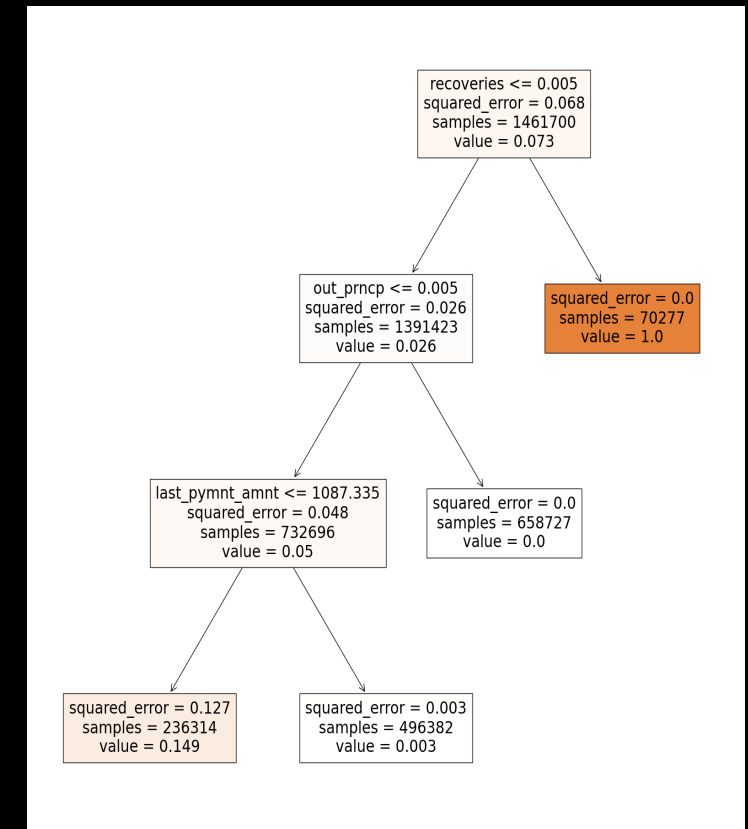 recoveries <= 0.005
squared_error = 0.068
samples = 1461700
value = 0.073
out_prncp <= 0.005
squared_error = 0.026
samples = 1391423
value = 0.026
squared_error = 0.0
samples = 70277
value = 1.0
last_pymnt_amnt <= 1087.335
squared_error = 0.048
samples = 732696
value = 0.05
squared_error = 0.0
samples = 658727
value = 0.0
squared_error = 0.127
samples = 236314
value = 0.149
squared_error = 0.003
samples = 496382
value = 0.003